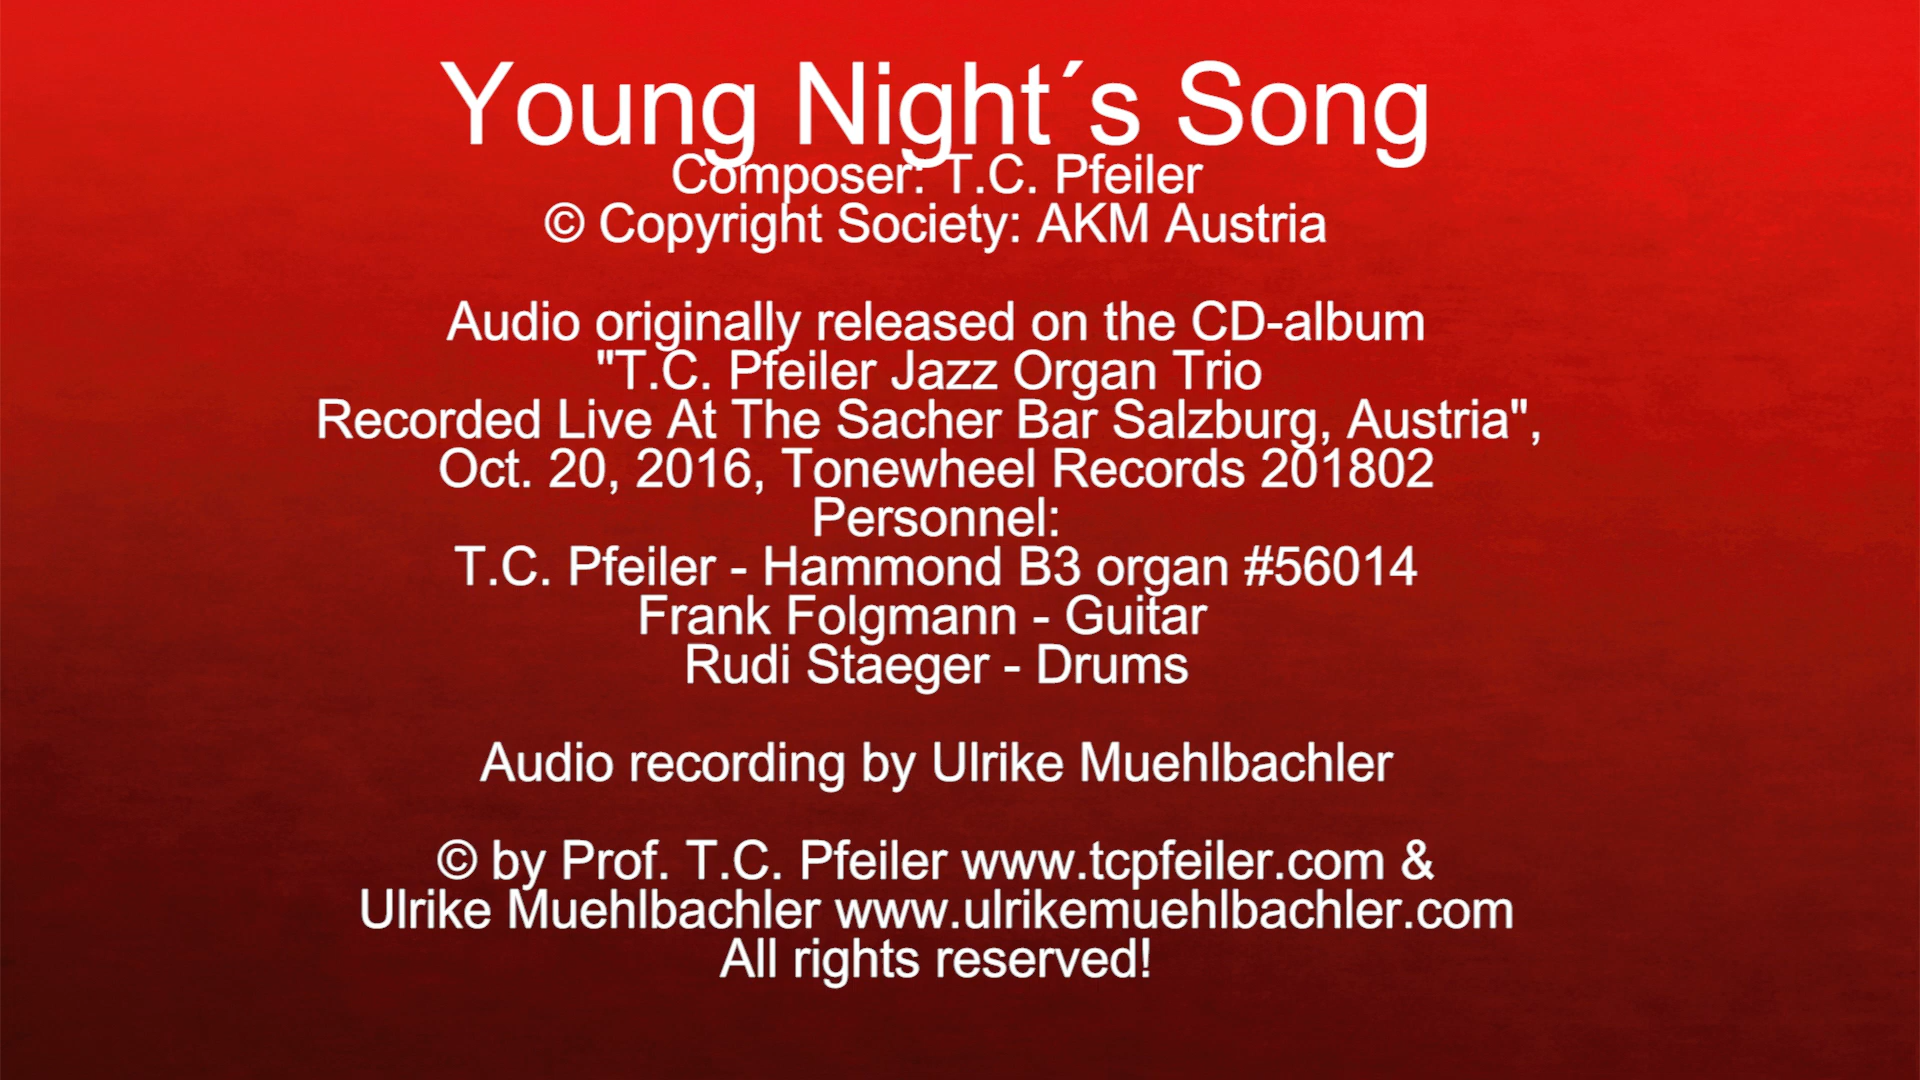 Young Night´s Song
Composer: T.C. Pfeiler
© Copyright Society: AKM Austria
Audio originally released on the CD-album
"T.C. Pfeiler Jazz Organ Trio
Recorded Live At The Sacher Bar Salzburg, Austria",
Oct. 20, 2016, Tonewheel Records 201802
Personnel:
T.C. Pfeiler - Hammond B3 organ #56014
Frank Folgmann - Guitar
Rudi Staeger - Drums
Audio recording by Ulrike Muehlbachler
© by Prof. T.C. Pfeiler www.tcpfeiler.com &
Ulrike Muehlbachler www.ulrikemuehlbachler.com
All rights reserved!